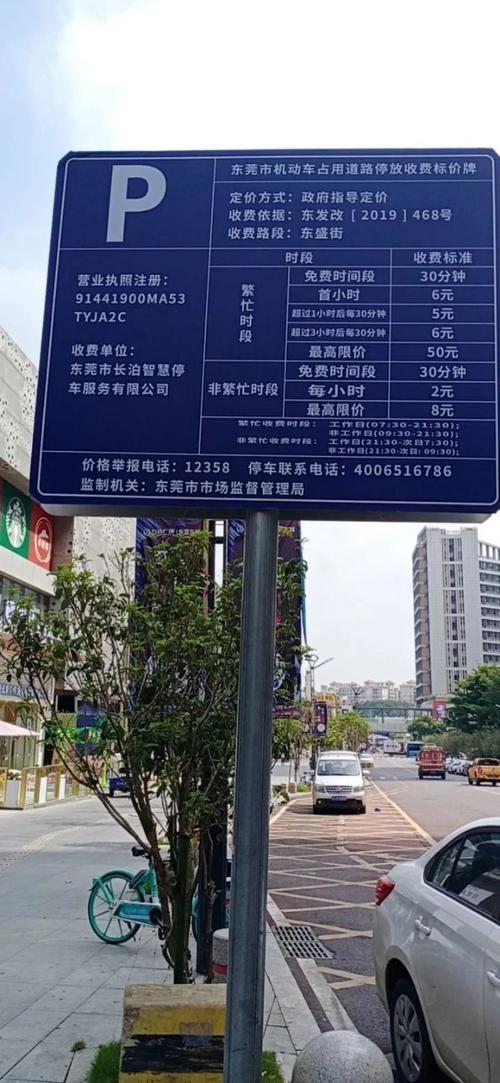 P
东莞市机动车占用道路停放收费标价牌
定价方式：政府指导定价
收费依据：东发改［2019］468号
收费路段：东盛街
营业执照注册：
91441900MA53
TYJA2C
收费单位：
东莞市长泊智慧停
车服务有限公司
时段 收费标准
繁忙时段
免费时间段 30分钟
首小时 6元
超过1小时后每30分钟 5元
超过3小时后每30分钟 6元
最高限价 50元
非繁忙时段
免费时间段 30分钟
每小时 2元
最高限价 8元
繁忙收费时段：工作日(07:30-21:30);
非工作日(09:30-21:30);
非繁忙收费时段：工作日(21:30-次日7:30);
非工作日(21:30-次日 09:30);
价格举报电话：12358 停车联系电话：4006516786
监制机关：东莞市市场监督管理局